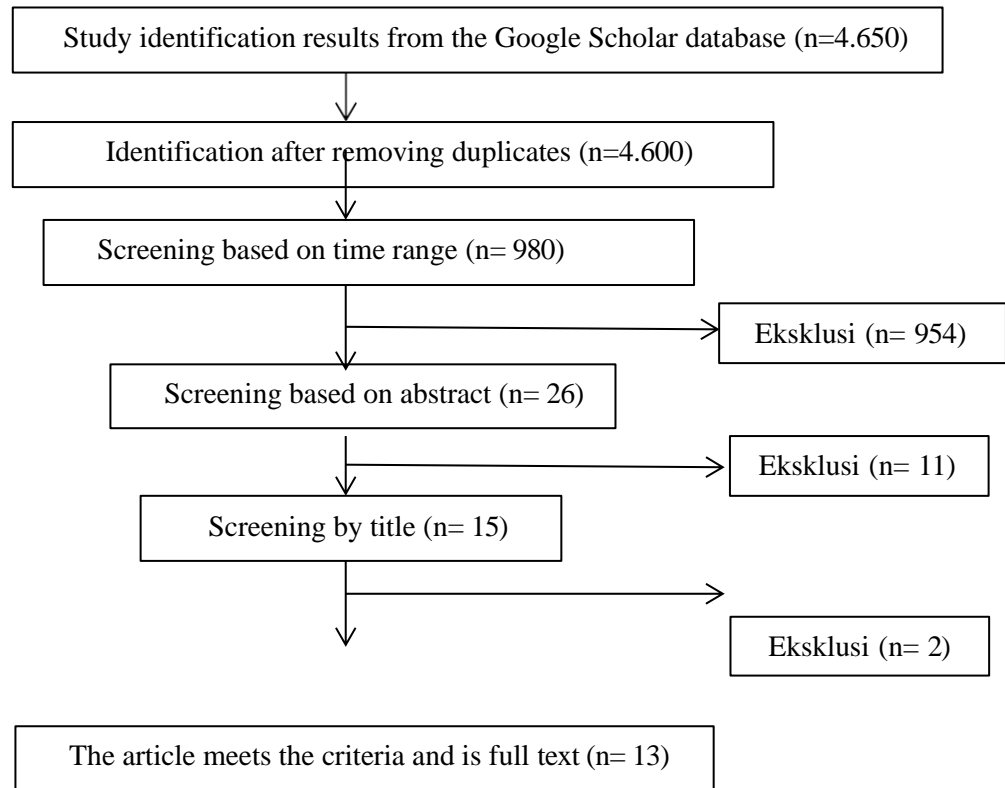 Study identification results from the Google Scholar database (n=4.650)
Identification after removing duplicates (n=4.600)
Screening based on time range (n= 980)
Eksklusi (n= 954)
Screening based on abstract (n= 26)
Eksklusi (n= 11)
Screening by title (n= 15)
Eksklusi (n= 2)
The article meets the criteria and is full text (n= 13)